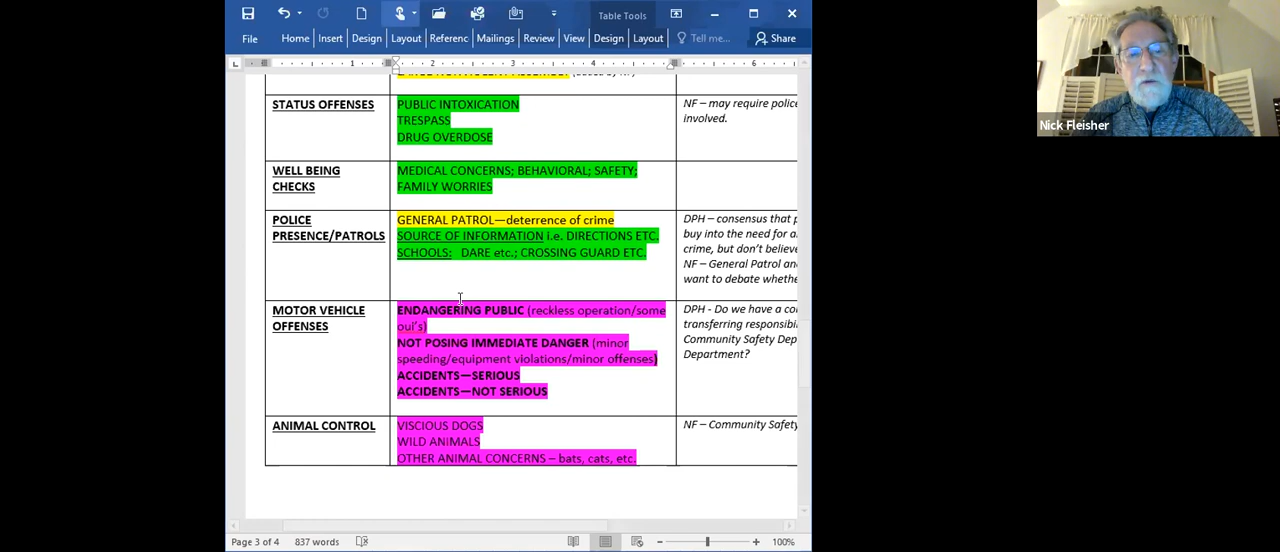 Table Tools
File Home Insert Design Layout Referenc Mailings Review View Design Layout Tell me... Share
1 2 3 4 6
STATUS OFFENSES
PUBLIC INTOXICATION
TRESPASS
DRUG OVERDOSE
NF – may require police
involved.
WELL BEING
CHECKS
MEDICAL CONCERNS; BEHAVIORAL; SAFETY;
FAMILY WORRIES
POLICE
PRESENCE/PATROLS
GENERAL PATROL—deterrence of crime
SOURCE OF INFORMATION i.e. DIRECTIONS ETC.
SCHOOLS: DARE etc.; CROSSING GUARD ETC.
DPH – consensus that p
buy into the need for a
crime, but don't believe
NF – General Patrol an
want to debate whethe
MOTOR VEHICLE
OFFENSES
ENDANGERING PUBLIC (reckless operation/some
oui's)
NOT POSING IMMEDIATE DANGER (minor
speeding/equipment violations/minor offenses)
ACCIDENTS—SERIOUS
ACCIDENTS—NOT SERIOUS
DPH - Do we have a co
transferring responsibi
Community Safety Dep
Department?
ANIMAL CONTROL
VISCIOUS DOGS
WILD ANIMALS
OTHER ANIMAL CONCERNS – bats, cats, etc.
NF – Community Safety
Page 3 of 4 837 words 100%
Nick Fleisher